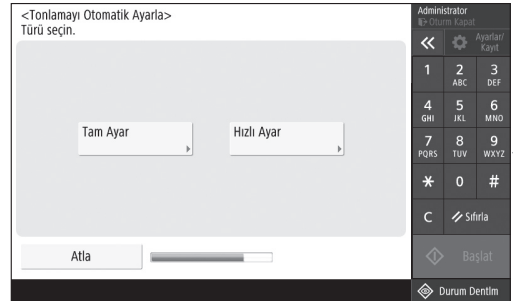 <Tonlamayı Otomatik Ayarla>
Türü seçin.
Tam Ayar
Hızlı Ayar
Atla
Administrator
Oturm Kapat
Ayarlar/
Kayıt
1 2 3
ABC DEF
4 5 6
GHI JKL MNO
7 8 9
PQRS TUV WXYZ
* 0 #
C Sıfırla
Başlat
Durum Dentlm